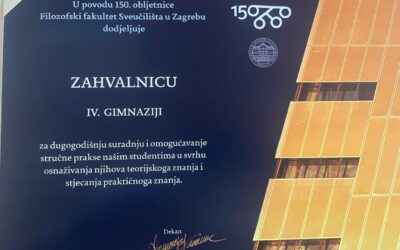 U povodu 150. obljetnice
Filozofski fakultet Sveučilišta u Zagrebu
dodjeljuje
150
ZAHVALNICU
IV. GIMNAZIJI
za dugogodišnju suradnju i omogućavanje
stručne prakse našim studentima u svrhu
osnaživanja njihova teorijskoga znanja i
stjecanja praktičnoga znanja.
Dekan